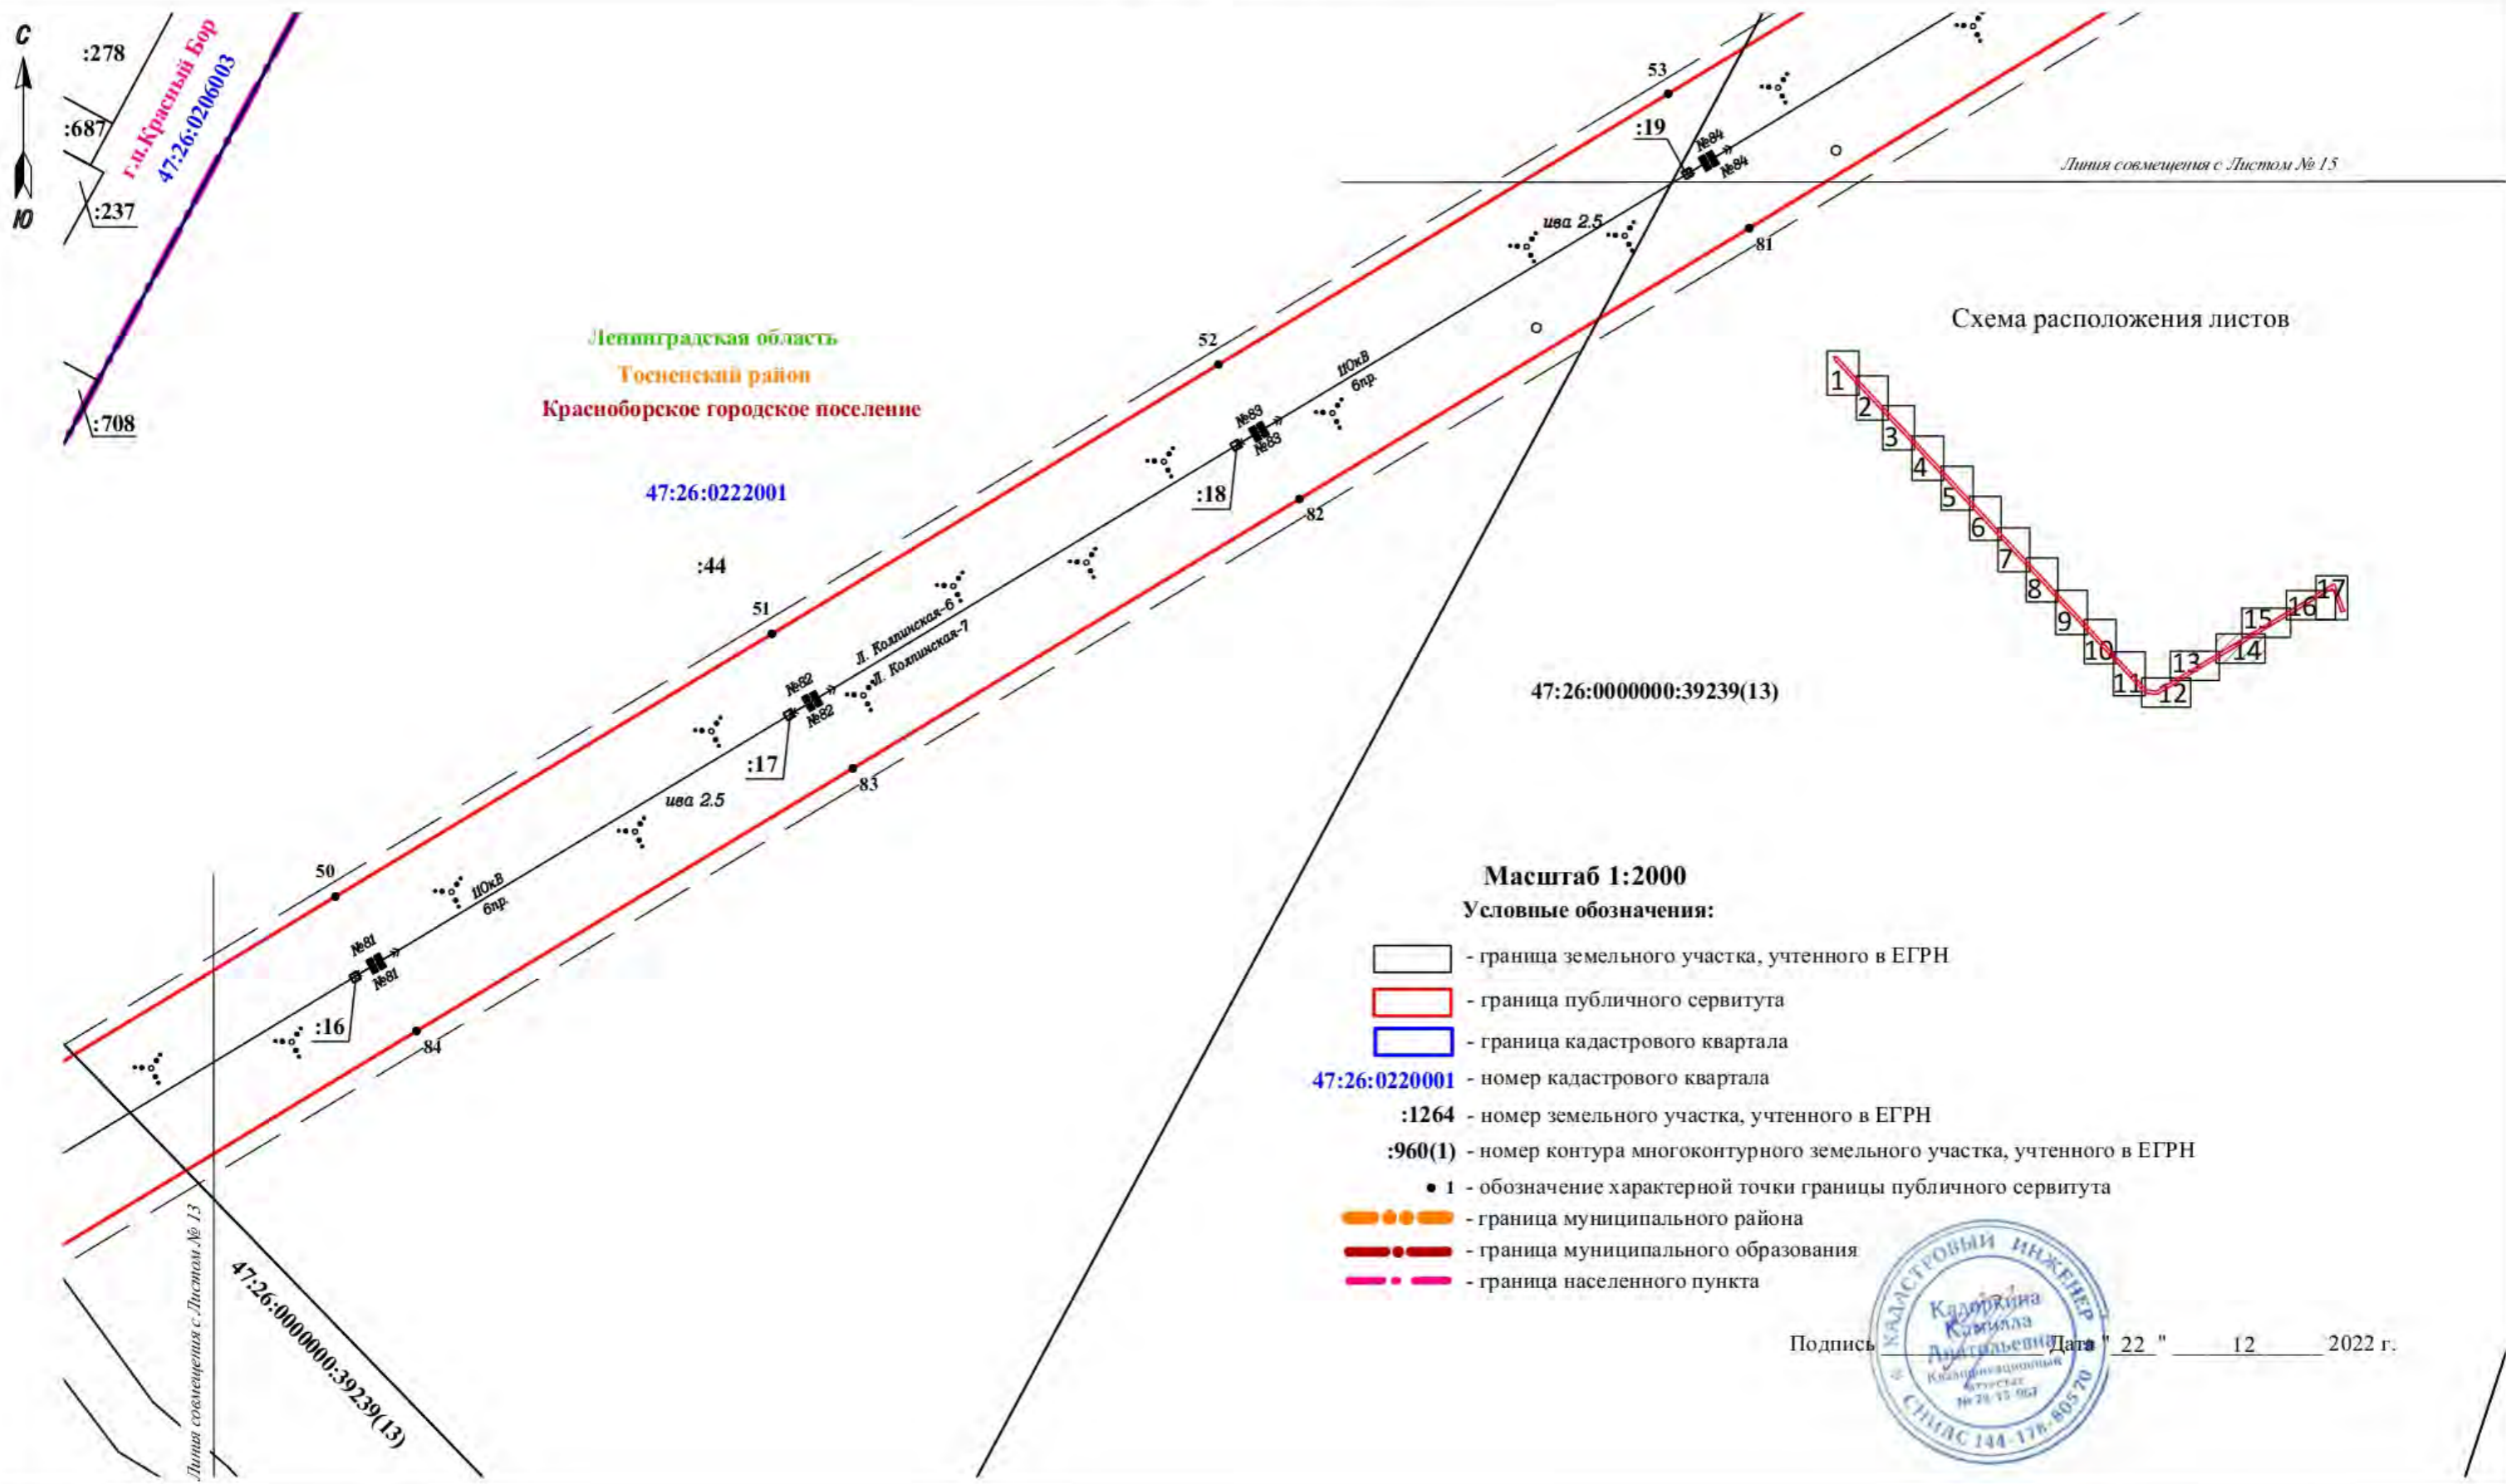 С
Ю
:278
:687
:237
:708
г.п.Красный Бор
47:26:0206003
Ленинградская область
Тосненский район
Красноборское городское поселение
47:26:0222001
:44
53
:19
№84
№84
Линия совмещения с Листом № 15
ива 2.5
81
52
110кВ
6пр.
№83
№83
:18
82
51
Л. Колпинская-6
Л. Колпинская-7
№82
№82
:17
83
ива 2.5
50
110кВ
6пр.
№81
№81
:16
84
Линия совмещения с Листом № 13
47:26:0000000:39239(13)
47:26:0000000:39239(13)
Схема расположения листов
1
2
3
4
5
6
7
8
9
10
11
12
13
14
15
16
17
Масштаб 1:2000
Условные обозначения:
- граница земельного участка, учтенного в ЕГРН
- граница публичного сервитута
- граница кадастрового квартала
47:26:0220001 - номер кадастрового квартала
:1264 - номер земельного участка, учтенного в ЕГРН
:960(1) - номер контура многоконтурного земельного участка, учтенного в ЕГРН
1 - обозначение характерной точки границы публичного сервитута
- граница муниципального района
- граница муниципального образования
- граница населенного пункта
Подпись Дата " 22 " 12 2022 г.
КАДАСТРОВЫЙ ИНЖЕНЕР
Камилла
Анатольевна
Квалификационный
аттестат
СНИЛС 144-178-805 70